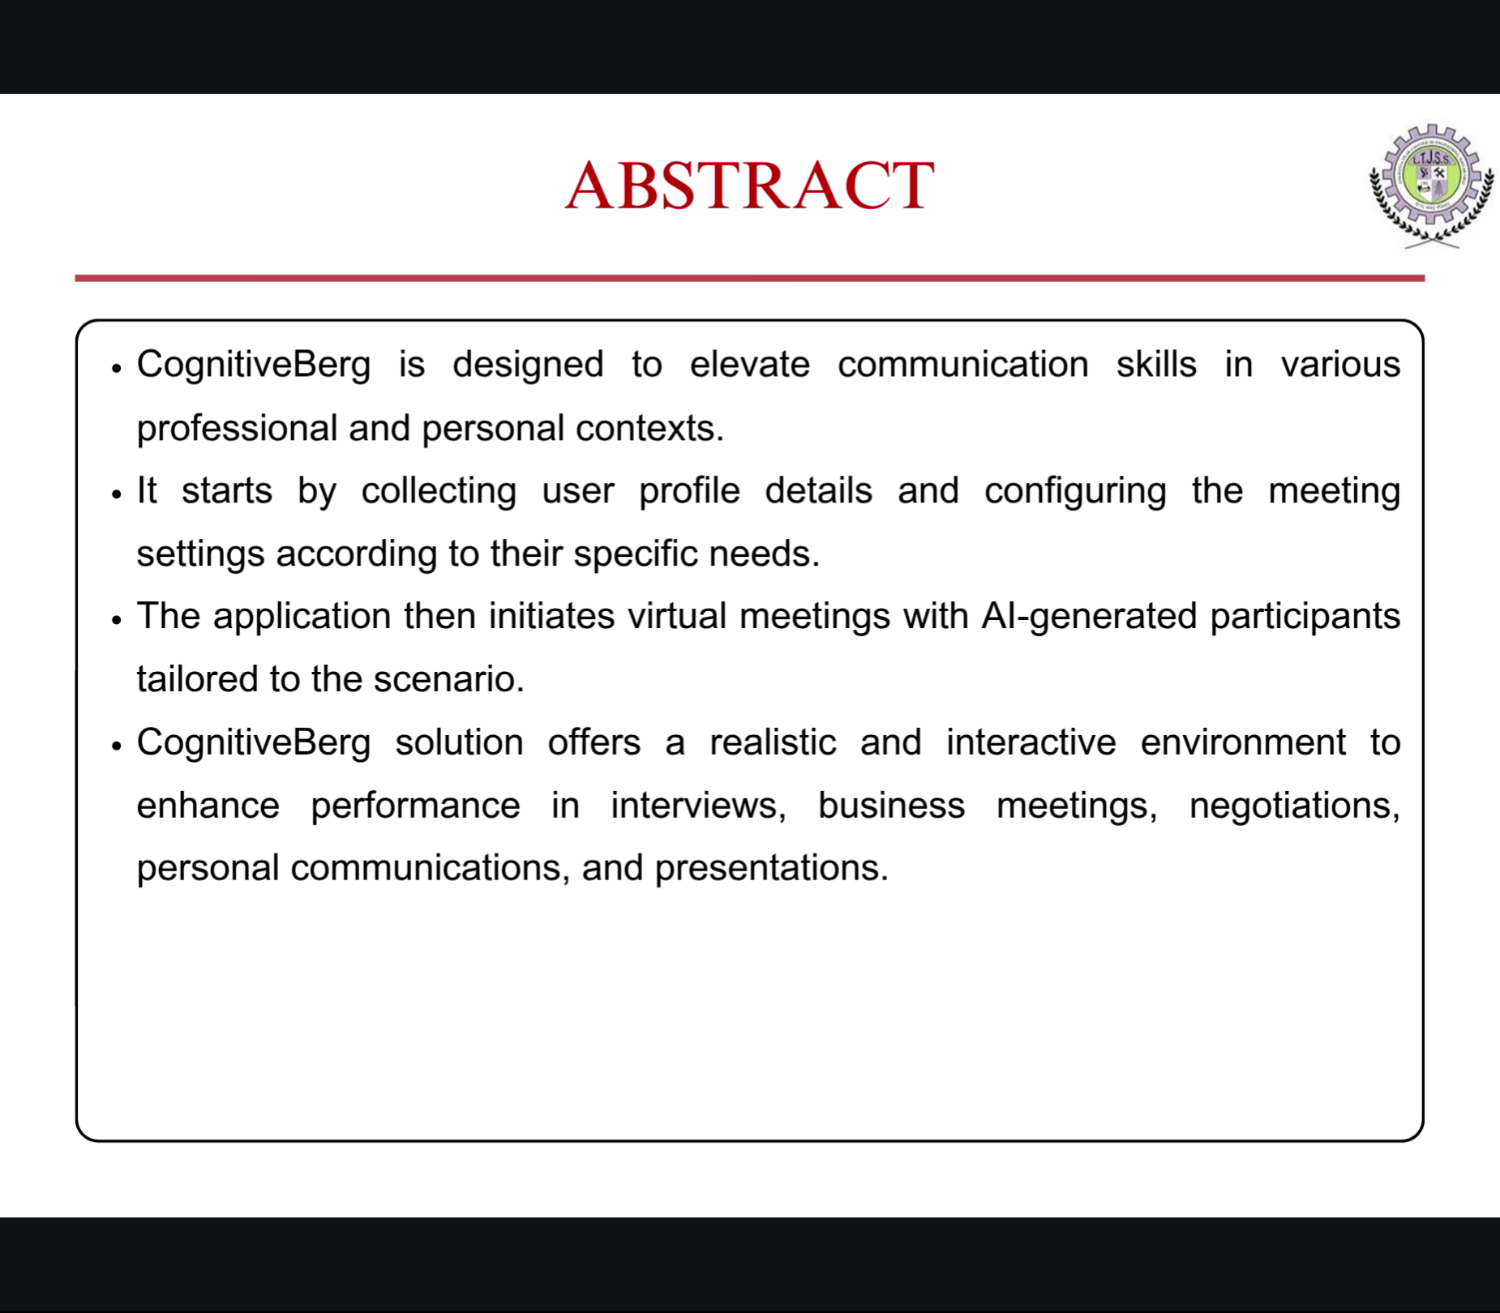 ABSTRACT
L.T.J.S.S.
• CognitiveBerg is designed to elevate communication skills in various
professional and personal contexts.
• It starts by collecting user profile details and configuring the meeting
settings according to their specific needs.
• The application then initiates virtual meetings with AI-generated participants
tailored to the scenario.
• CognitiveBerg solution offers a realistic and interactive environment to
enhance performance in interviews, business meetings, negotiations,
personal communications, and presentations.